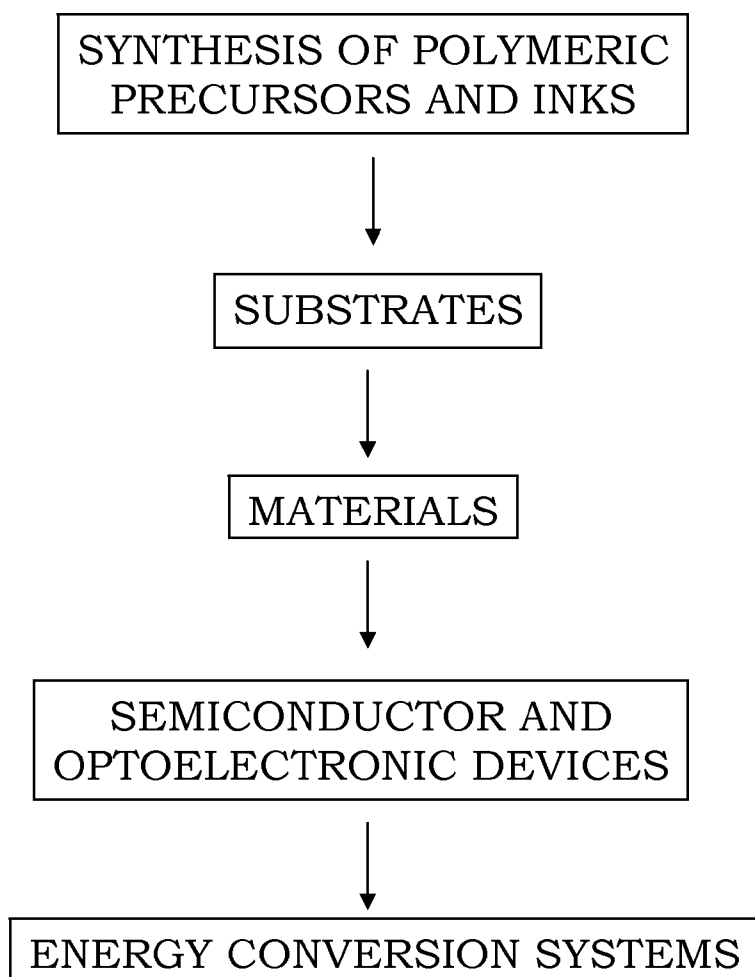 SYNTHESIS OF POLYMERIC
PRECURSORS AND INKS
SUBSTRATES
MATERIALS
SEMICONDUCTOR AND
OPTOELECTRONIC DEVICES
ENERGY CONVERSION SYSTEMS